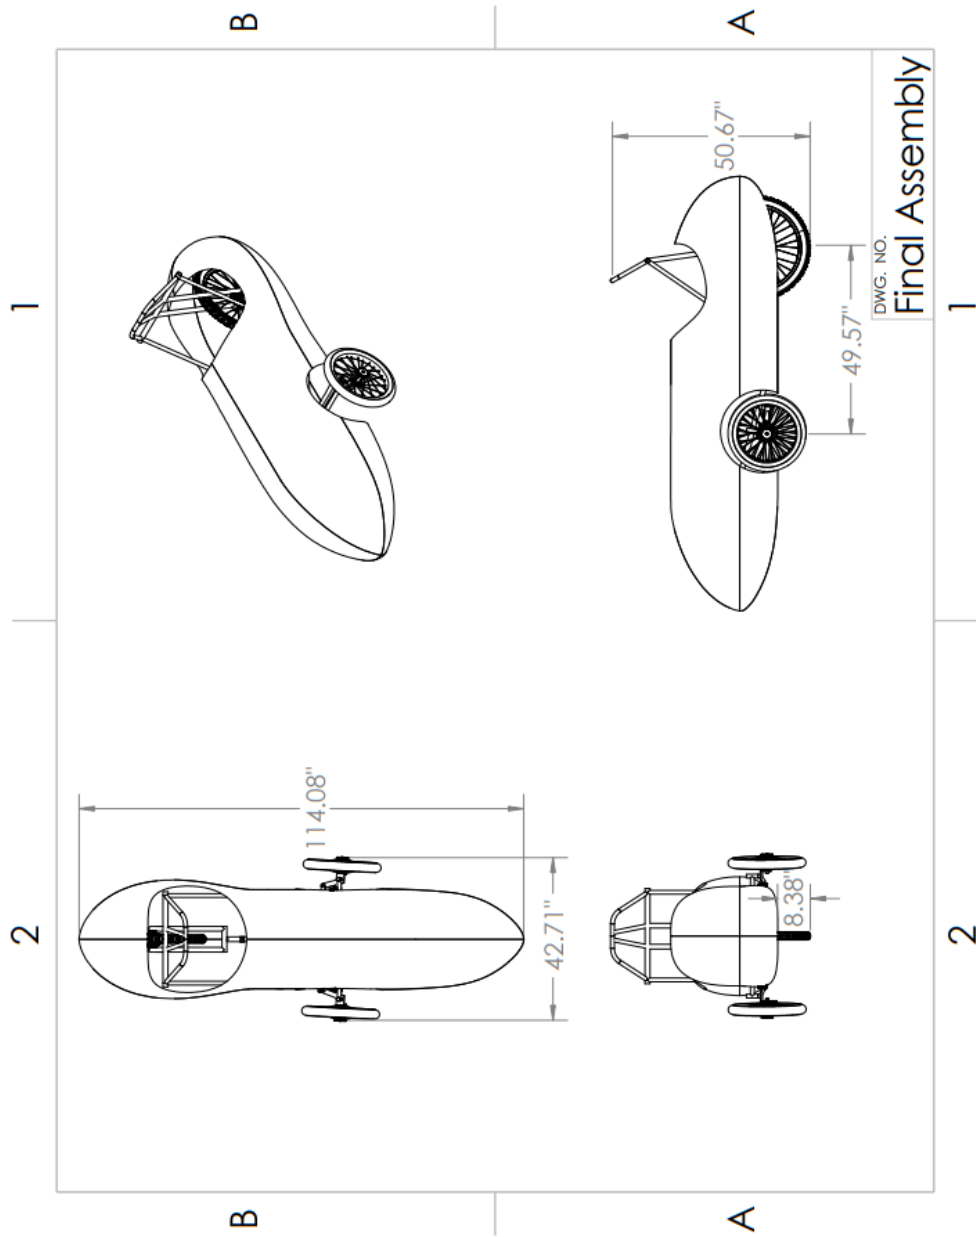 2
1
B
B
A
A
114.08"
42.71"
8.38"
50.67"
49.57"
DWG. NO.
Final Assembly
2
1